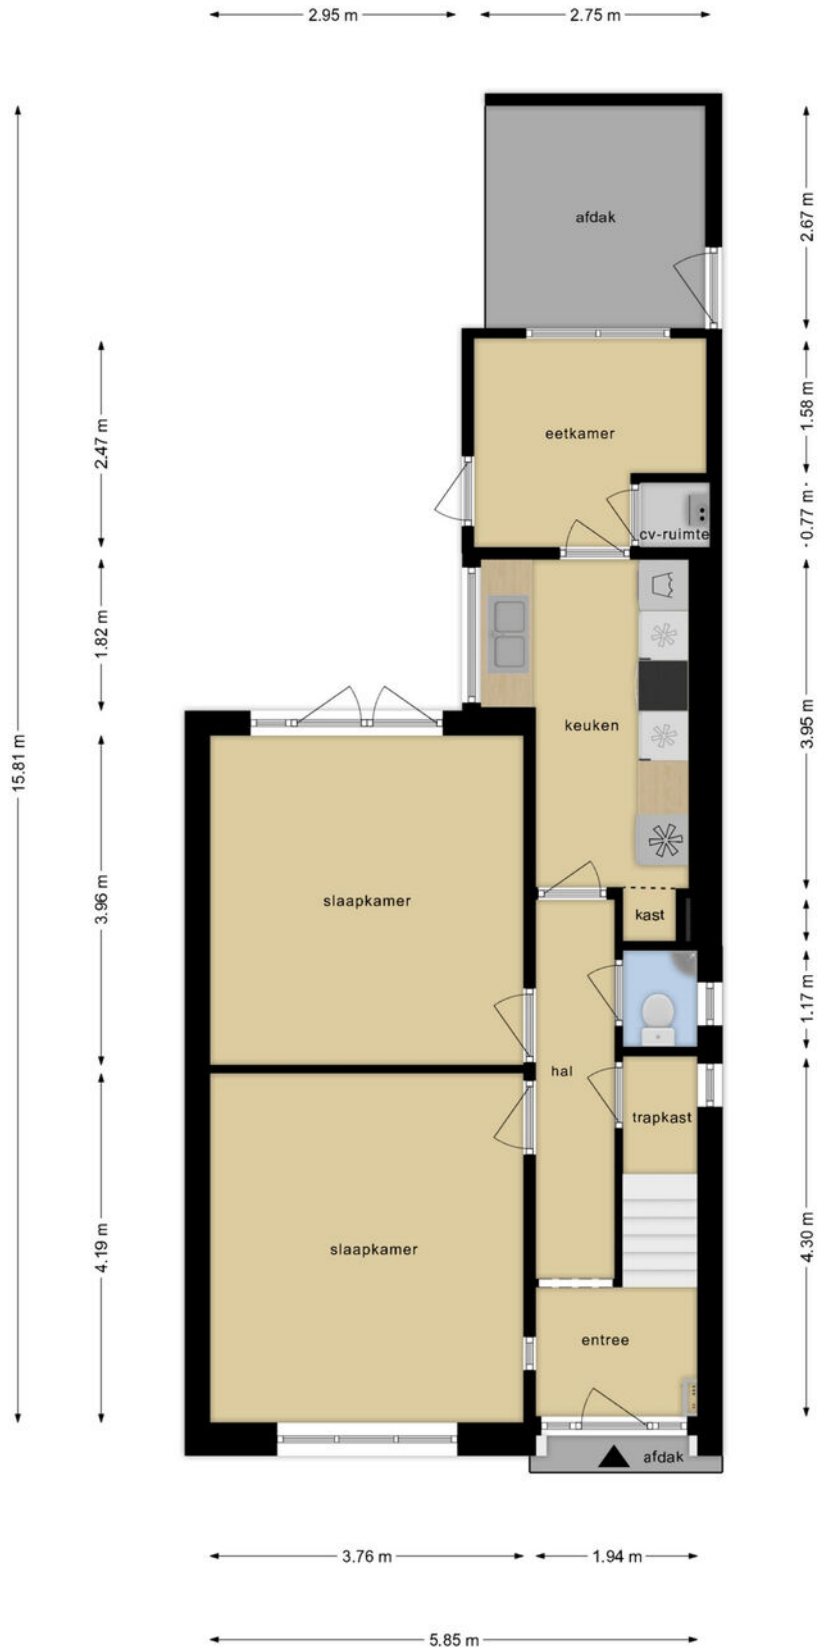 2.95 m
2.75 m
afdak
2.67 m
eetkamer
2.47 m
1.58 m
cv-ruimte
0.77 m
1.82 m
keuken
3.95 m
15.81 m
slaapkamer
3.96 m
kast
1.17 m
hal
trapkast
slaapkamer
4.19 m
4.30 m
entree
afdak
3.76 m
1.94 m
5.85 m